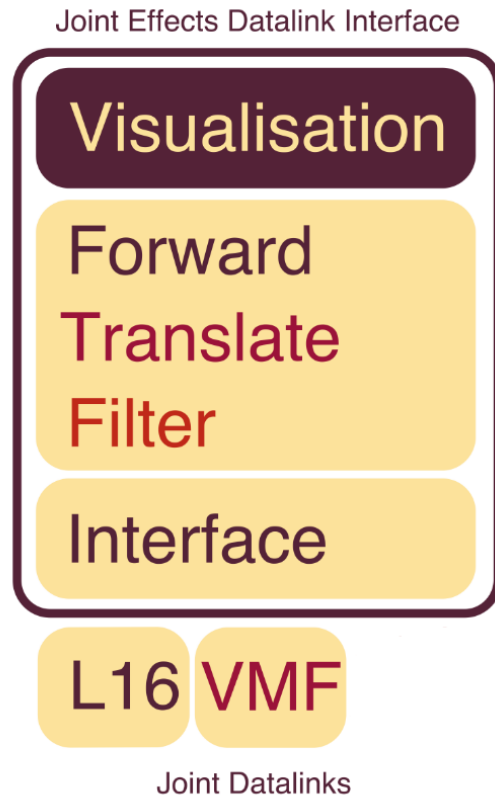 Joint Effects Datalink Interface
Visualisation
Forward
Translate
Filter
Interface
L16 VMF
Joint Datalinks